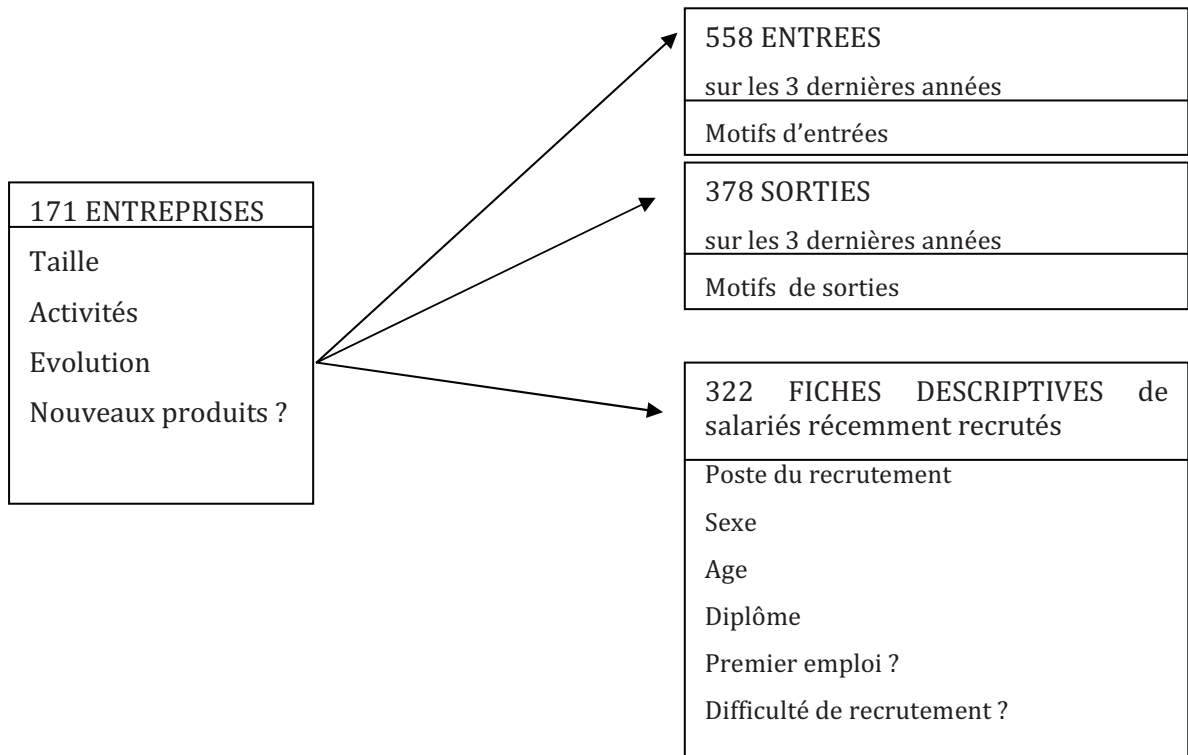 171 ENTREPRISES
Taille
Activités
Evolution
Nouveaux produits ?
558 ENTREES
sur les 3 dernières années
Motifs d’entrées
378 SORTIES
sur les 3 dernières années
Motifs de sorties
322 FICHES DESCRIPTIVES de
salariés récemment recrutés
Poste du recrutement
Sexe
Age
Diplôme
Premier emploi ?
Difficulté de recrutement ?